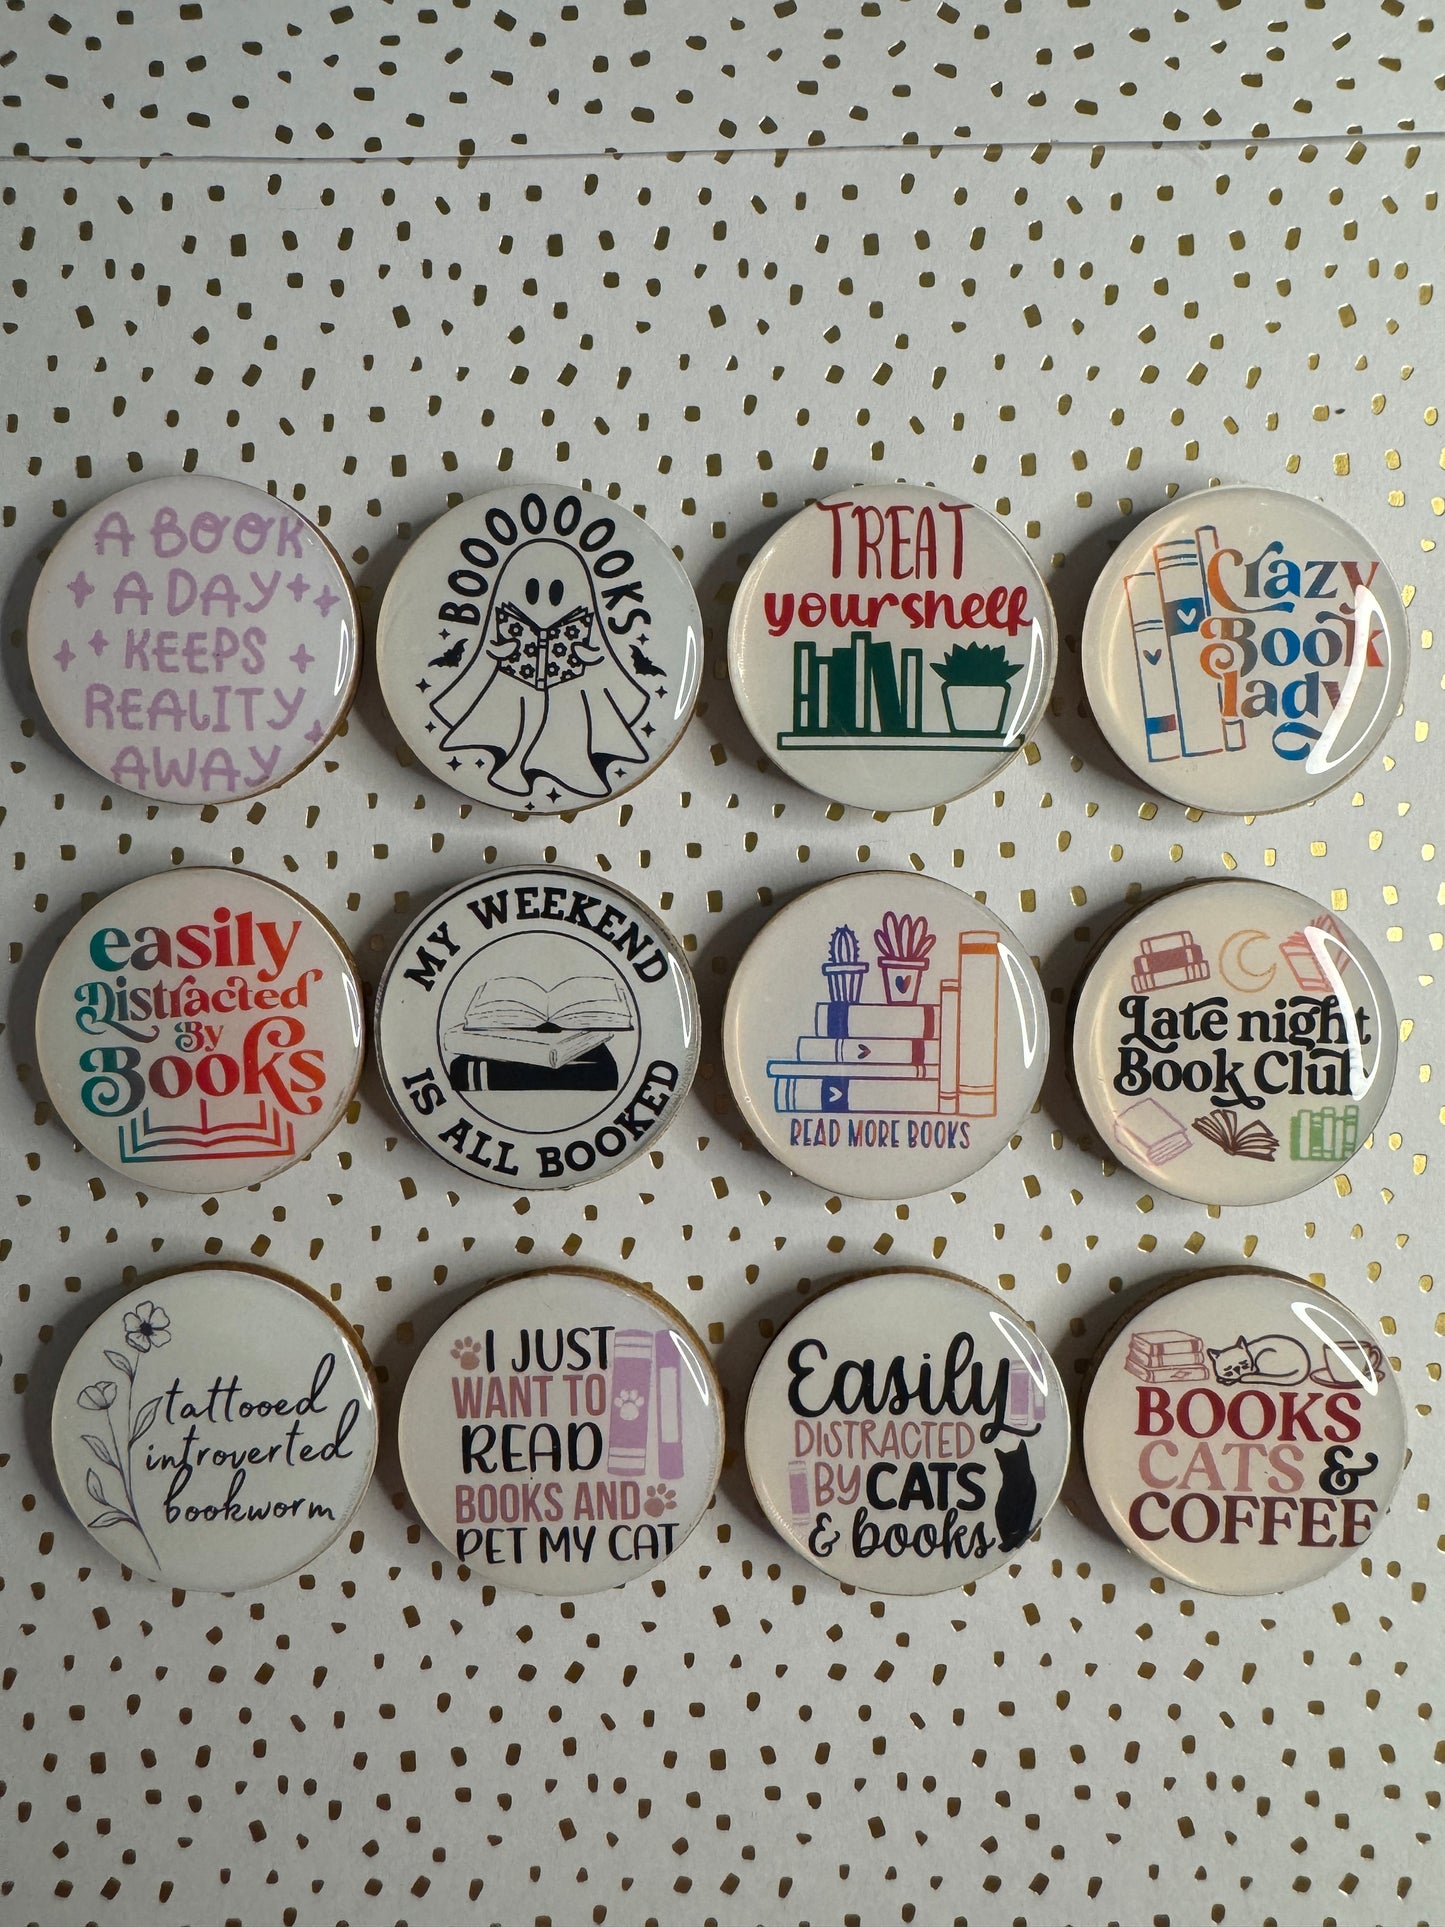 A BOOK
A DAY
KEEPS
REALITY
AWAY
BOOOOOOOKS
TREAT
yourshelf
Crazy
Book
lady
easily
Distracted
By
Books
MY WEEKEND
IS ALL BOOKED
READ MORE BOOKS
Late night
Book Club
tattooed
introverted
bookworm
I JUST
WANT TO
READ
BOOKS AND
PET MY CAT
Easily
DISTRACTED
BY CATS
& books
BOOKS
CATS &
COFFEE